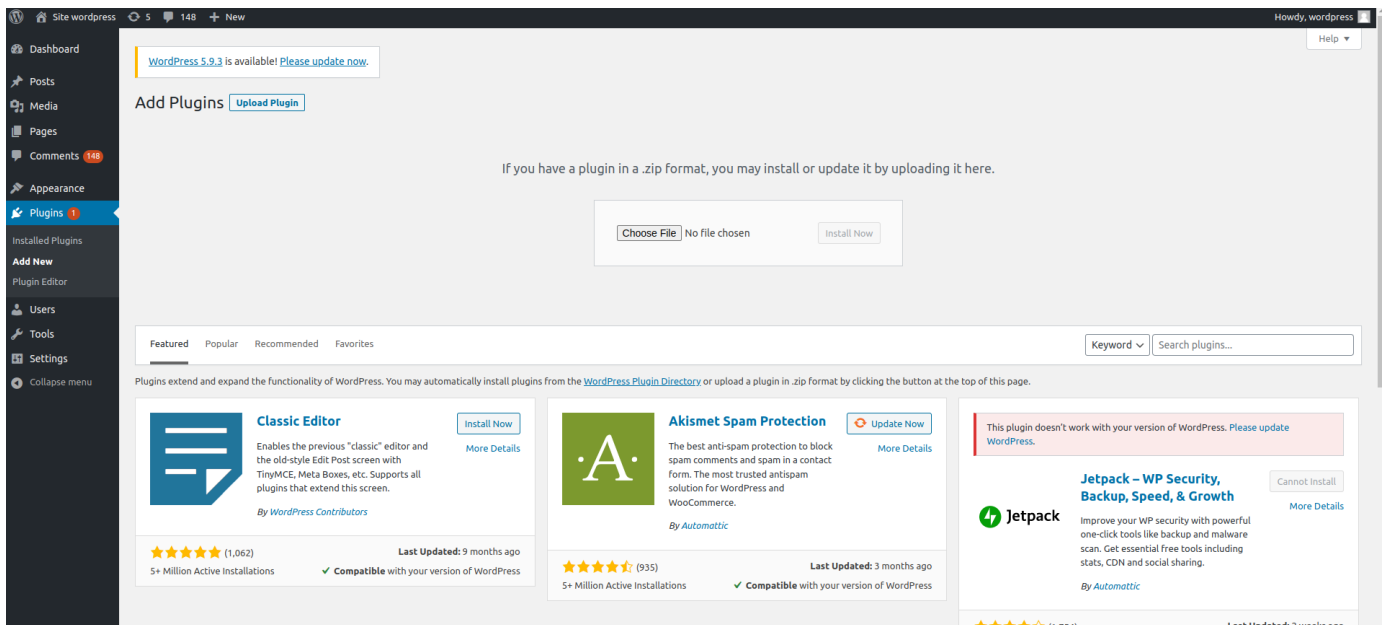 Site wordpress 5 148 + New Howdy, wordpress
Help ▼
Dashboard
Posts
Media
Pages
Comments 148
Appearance
Plugins 1
Installed Plugins
Add New
Plugin Editor
Users
Tools
Settings
Collapse menu
WordPress 5.9.3 is available! Please update now.
Add Plugins Upload Plugin
If you have a plugin in a .zip format, you may install or update it by uploading it here.
Choose File No file chosen Install Now
Featured Popular Recommended Favorites Keyword Search plugins...
Plugins extend and expand the functionality of WordPress. You may automatically install plugins from the WordPress Plugin Directory or upload a plugin in .zip format by clicking the button at the top of this page.
Classic Editor
Install Now
More Details
Enables the previous "classic" editor and
the old-style Edit Post screen with
TinyMCE, Meta Boxes, etc. Supports all
plugins that extend this screen.
By WordPress Contributors
(1,062)
5+ Million Active Installations
Last Updated: 9 months ago
✓ Compatible with your version of WordPress
·A·
Akismet Spam Protection
Update Now
More Details
The best anti-spam protection to block
spam comments and spam in a contact
form. The most trusted antispam
solution for WordPress and
WooCommerce.
By Automattic
(935)
5+ Million Active Installations
Last Updated: 3 months ago
✓ Compatible with your version of WordPress
This plugin doesn't work with your version of WordPress. Please update
WordPress.
Jetpack
Jetpack – WP Security,
Backup, Speed, & Growth
Cannot Install
More Details
Improve your WP security with powerful
one-click tools like backup and malware
scan. Get essential free tools including
stats, CDN and social sharing.
By Automattic
Last Updated: 2 weeks ago